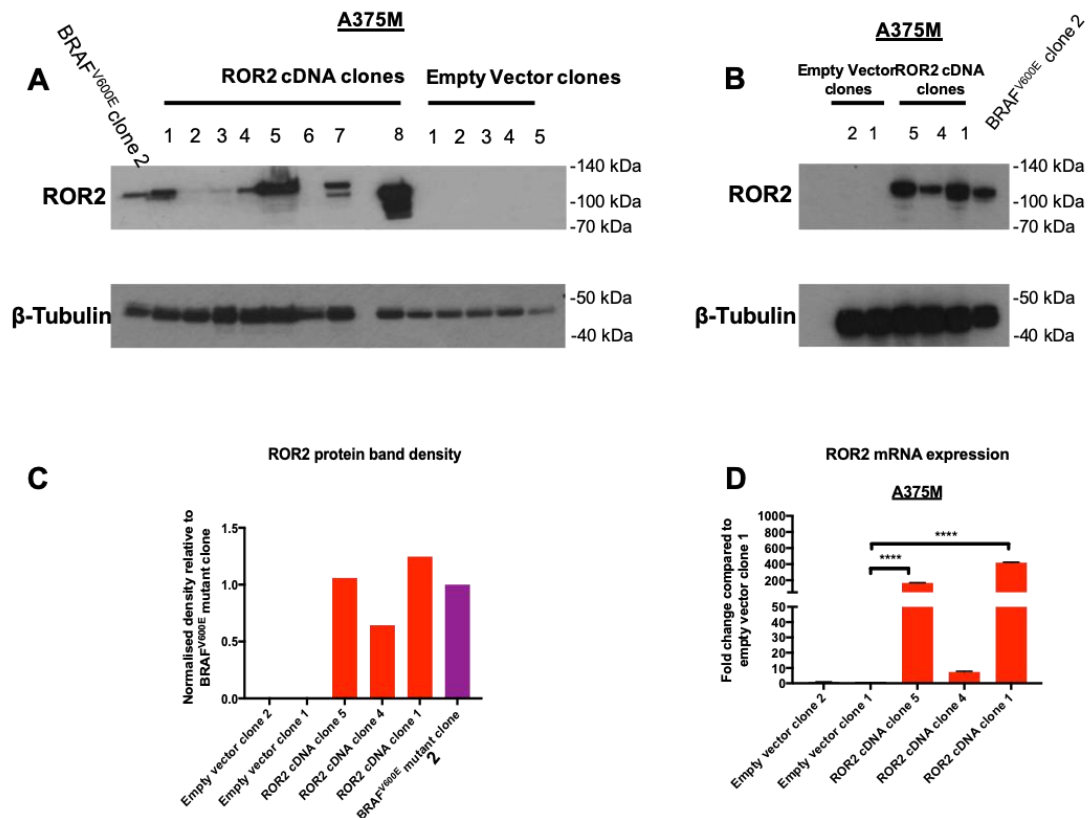 A375M
A
BRAFV600E clone 2
ROR2 cDNA clones
Empty Vector clones
1 2 3 4 5 6 7 8 1 2 3 4 5
ROR2
-140 kDa
-100 kDa
-70 kDa
β-Tubulin
-50 kDa
-40 kDa
A375M
B
Empty Vector clones
ROR2 cDNA clones
BRAFV600E clone 2
2 1 5 4 1
ROR2
-140 kDa
-100 kDa
-70 kDa
β-Tubulin
-50 kDa
-40 kDa
C
ROR2 protein band density
Normalised density relative to
BRAFV600E mutant clone
1.5
1.0
0.5
0.0
Empty vector clone 2
Empty vector clone 1
ROR2 cDNA clone 5
ROR2 cDNA clone 4
ROR2 cDNA clone 1
BRAFV600E mutant clone
2
D
ROR2 mRNA expression
A375M
Fold change compared to
empty vector clone 1
1000
800
600
400
200
50
40
30
20
10
0
****
****
Empty vector clone 2
Empty vector clone 1
ROR2 cDNA clone 5
ROR2 cDNA clone 4
ROR2 cDNA clone 1